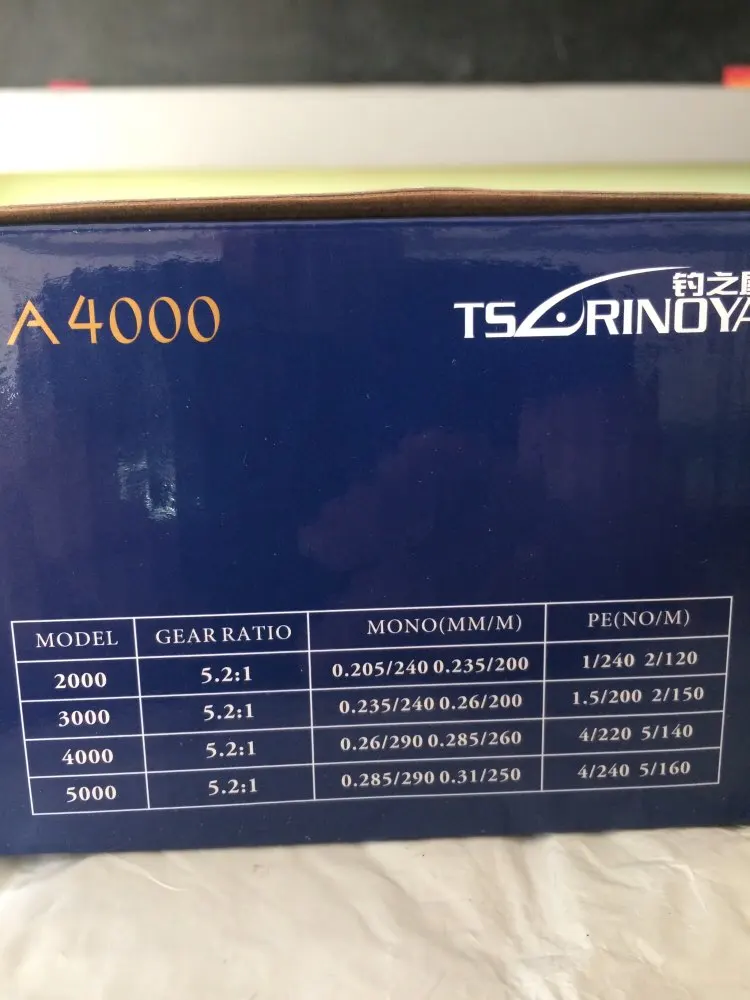 A 4000
钓之
TSURINOYA
MODEL GEAR RATIO MONO(MM/M) PE(NO/M)
2000 5.2:1 0.205/240 0.235/200 1/240 2/120
3000 5.2:1 0.235/240 0.26/200 1.5/200 2/150
4000 5.2:1 0.26/290 0.285/260 4/220 5/140
5000 5.2:1 0.285/290 0.31/250 4/240 5/160